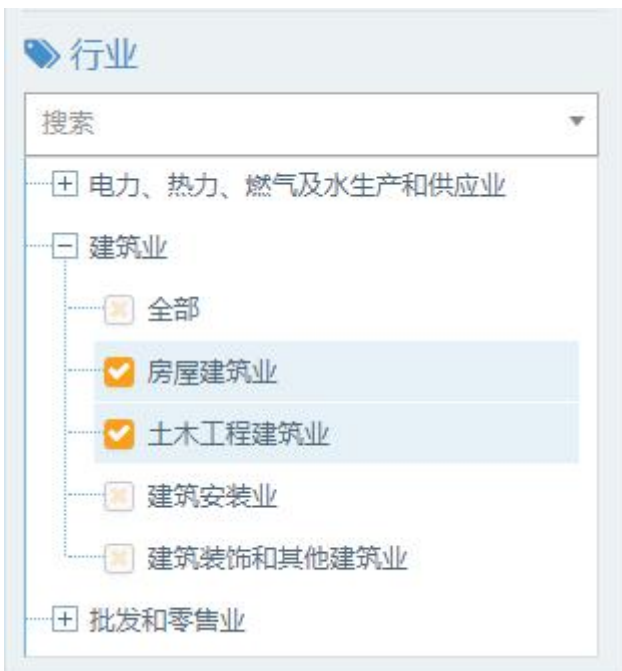 行业
搜索
电力、热力、燃气及水生产和供应业
建筑业
全部
房屋建筑业
土木工程建筑业
建筑安装业
建筑装饰和其他建筑业
批发和零售业